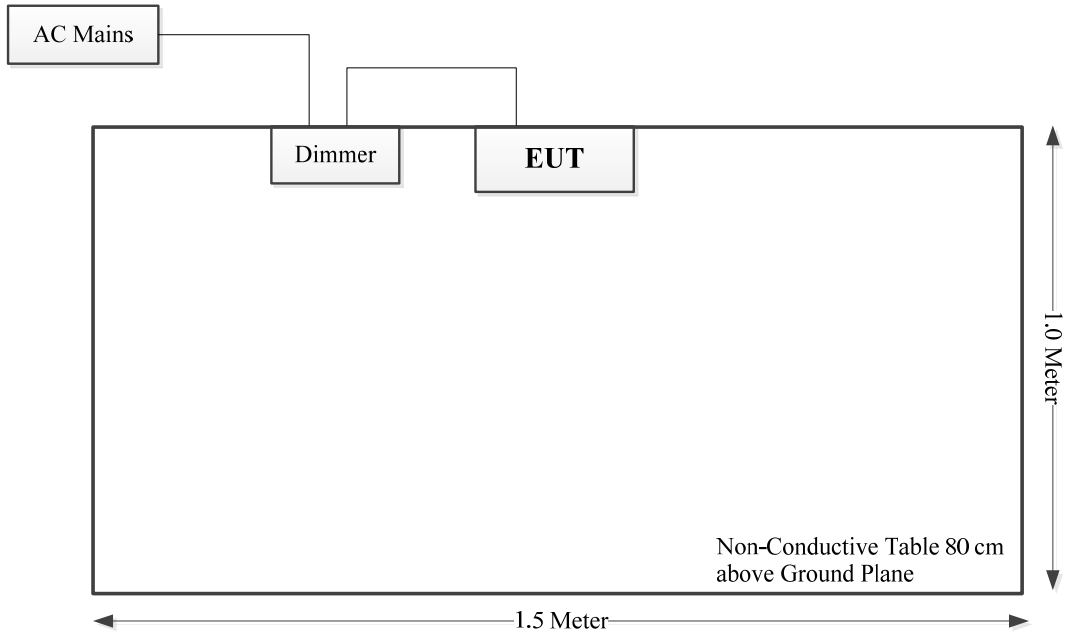 AC Mains
Dimmer
EUT
1.0 Meter
Non-Conductive Table 80 cm
above Ground Plane
1.5 Meter